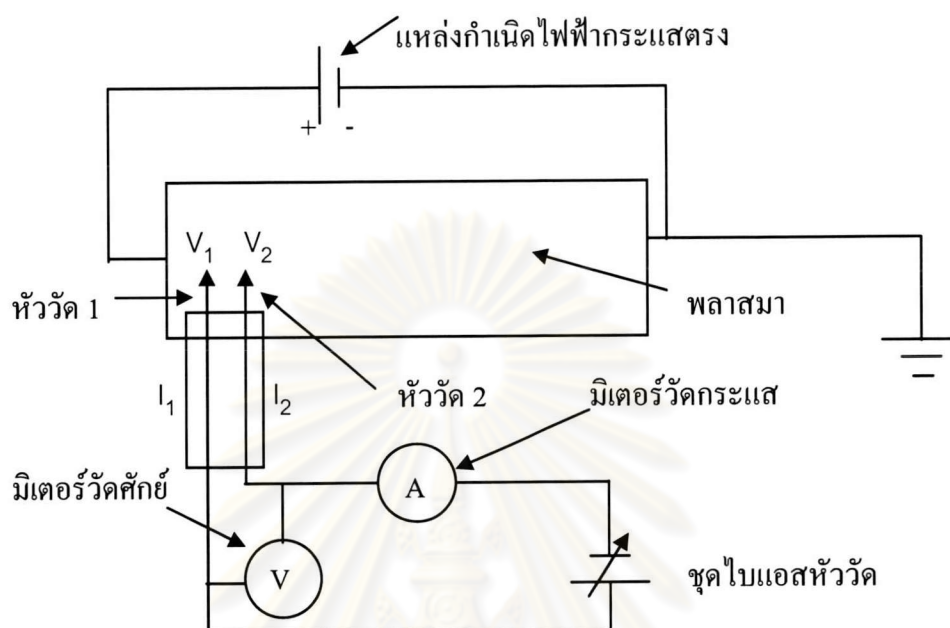 แหล่งกำเนิดไฟฟ้ากระแสตรง
+ -
V₁ V₂
หัววัด 1
พลาสมา
I₁ I₂
หัววัด 2
มิเตอร์วัดกระแส
มิเตอร์วัดศักย์
A
V
ชุดไบแอสหัววัด